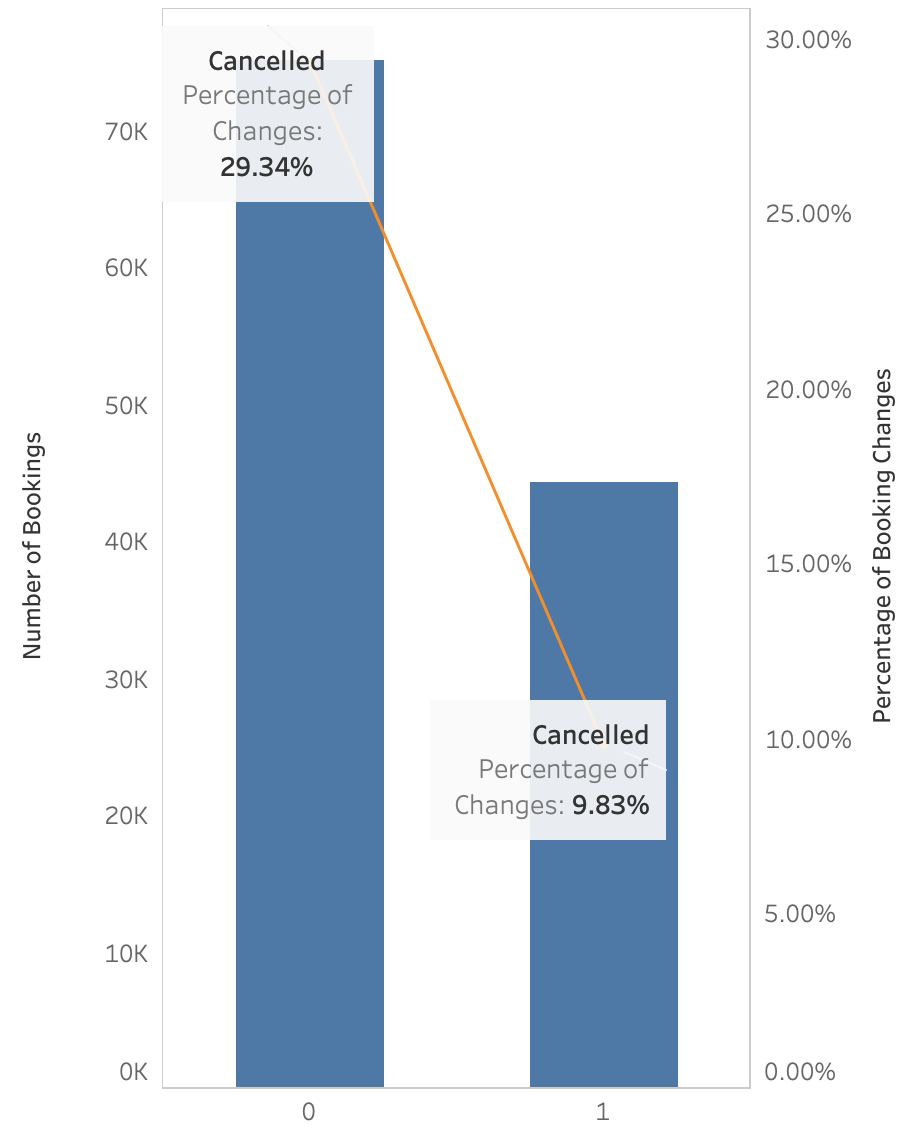 Cancelled
Percentage of
Changes:
29.34%
30.00%
70K
25.00%
60K
20.00%
50K
Number of Bookings
Percentage of Booking Changes
40K
15.00%
30K
10.00%
Cancelled
Percentage of
Changes: 9.83%
20K
5.00%
10K
0K
0.00%
0
1